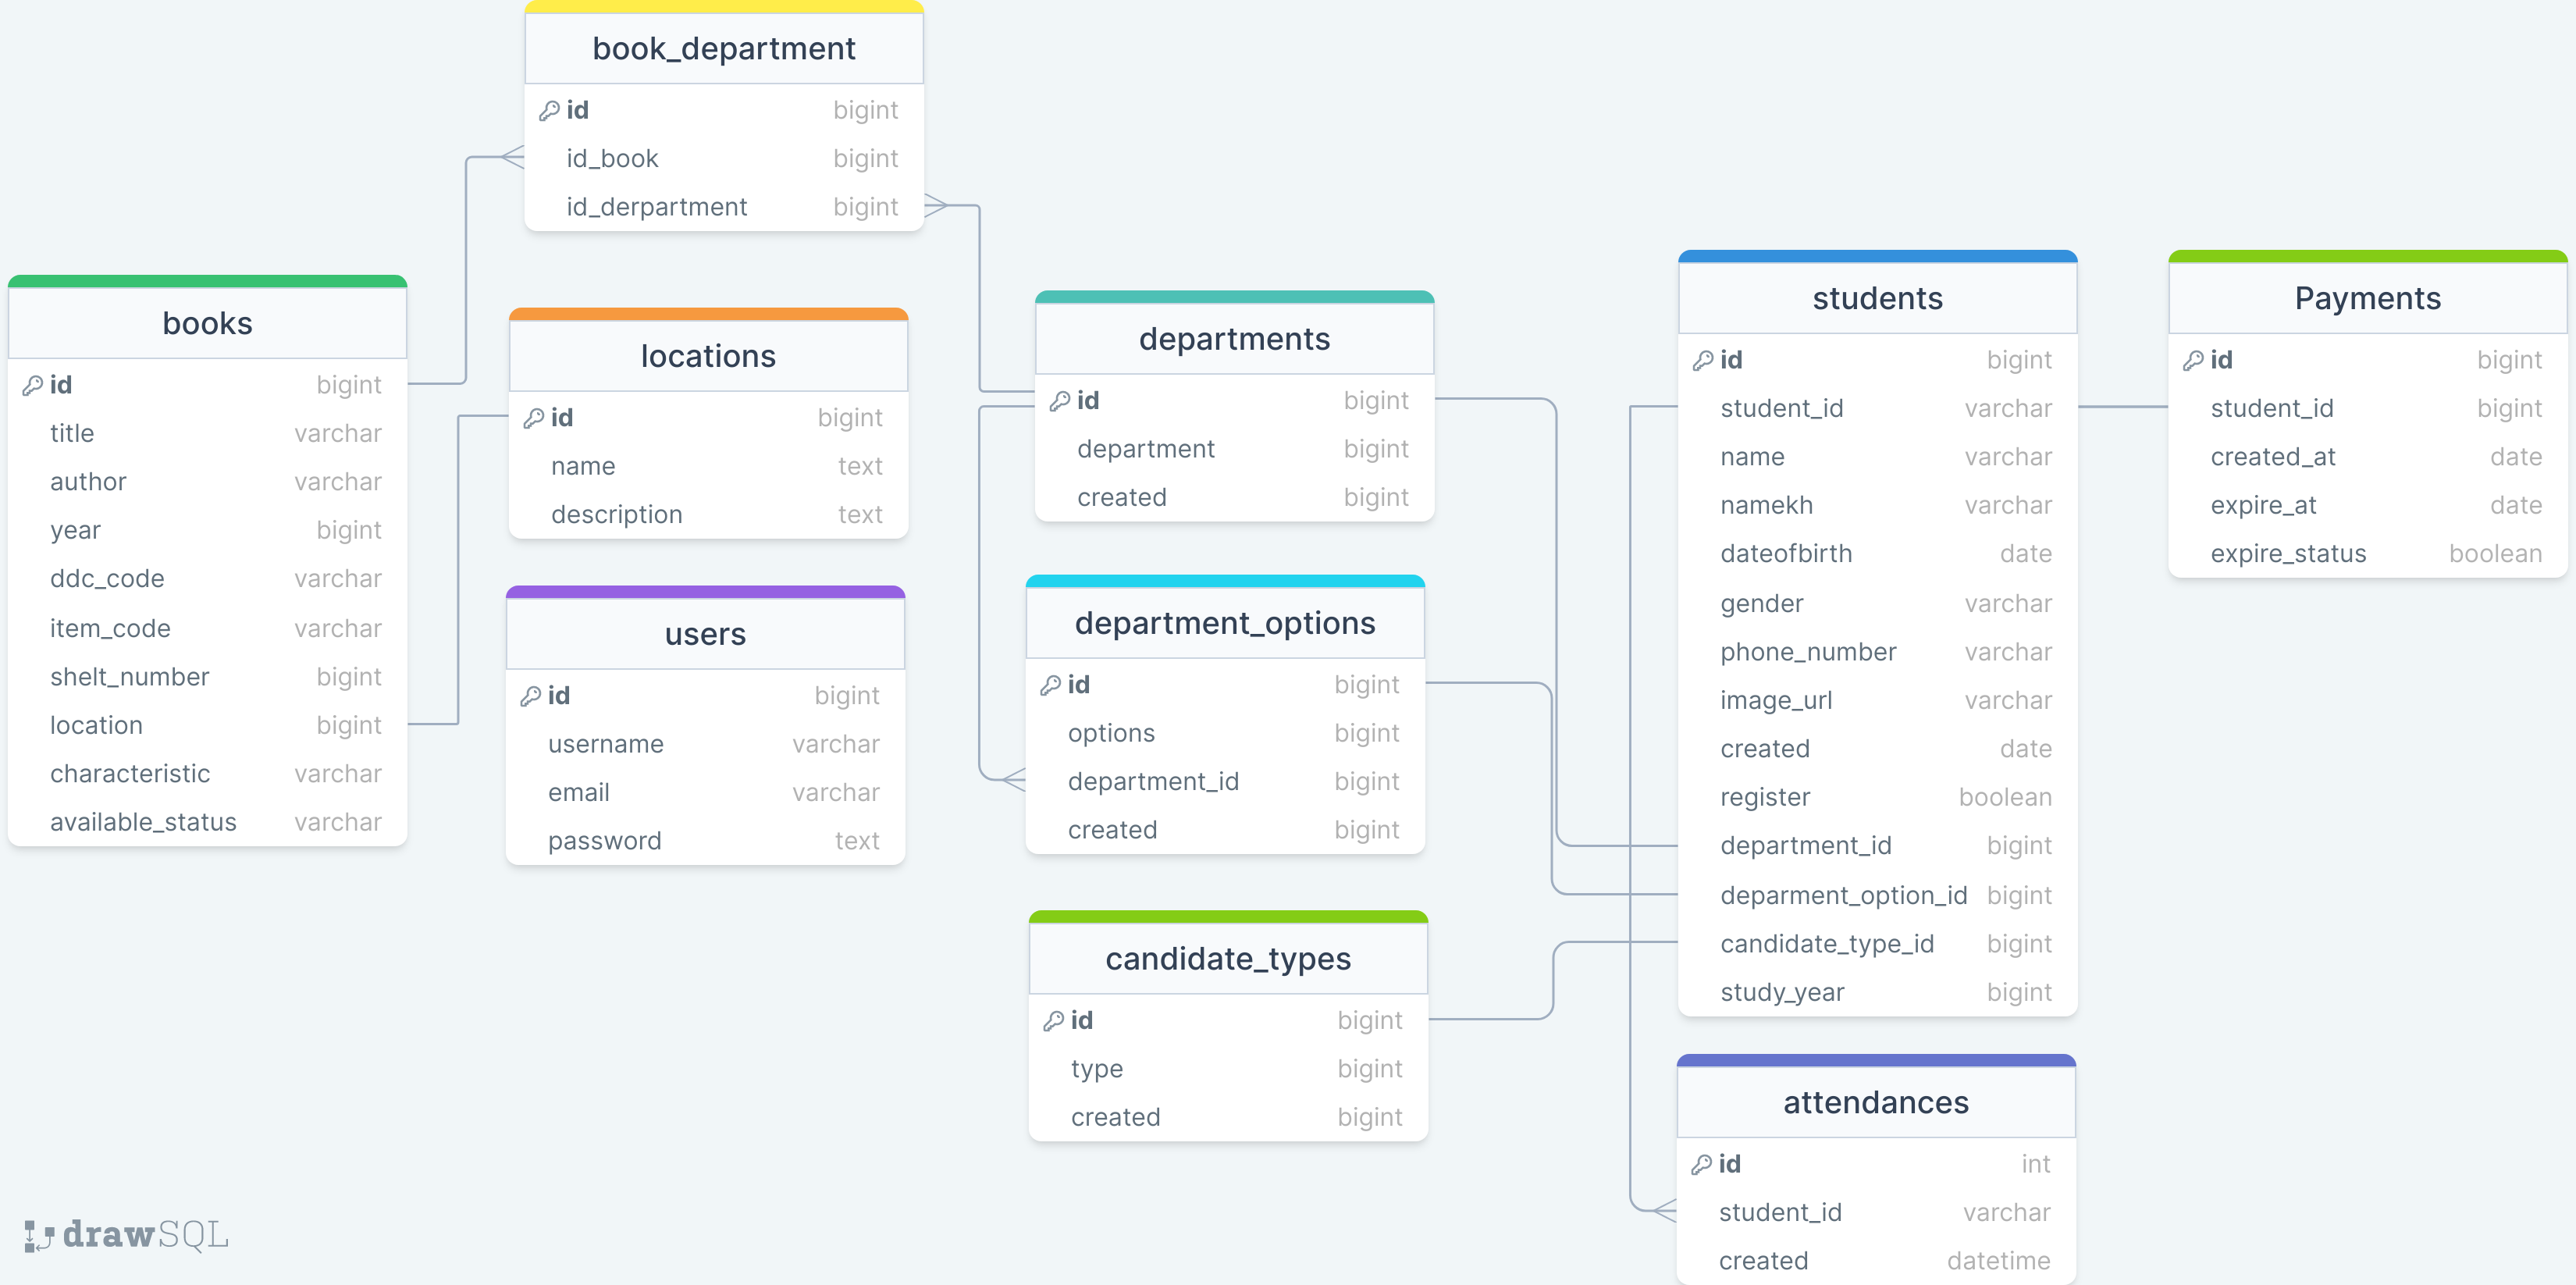 book_department
id bigint
id_book bigint
id_derpartment bigint
books
id bigint
title varchar
author varchar
year bigint
ddc_code varchar
item_code varchar
shelt_number bigint
location bigint
characteristic varchar
available_status varchar
locations
id bigint
name text
description text
users
id bigint
username varchar
email varchar
password text
departments
id bigint
department bigint
created bigint
department_options
id bigint
options bigint
department_id bigint
created bigint
candidate_types
id bigint
type bigint
created bigint
students
id bigint
student_id varchar
name varchar
namekh varchar
dateofbirth date
gender varchar
phone_number varchar
image_url varchar
created date
register boolean
department_id bigint
deparment_option_id bigint
candidate_type_id bigint
study_year bigint
Payments
id bigint
student_id bigint
created_at date
expire_at date
expire_status boolean
attendances
id int
student_id varchar
created datetime
drawSQL